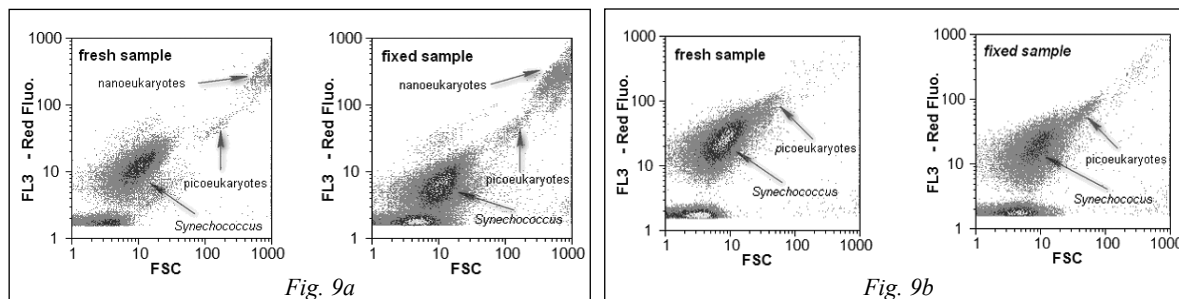 fresh sample
nanoeukaryotes
picoeukaryotes
Synechococcus
FL3 - Red Fluo.
1000
100
10
1
1 10 100 1000
FSC
fixed sample
nanoeukaryotes
picoeukaryotes
Synechococcus
FL3 - Red Fluo.
1000
100
10
1
1 10 100 1000
FSC
Fig. 9a
fresh sample
picoeukaryotes
Synechococcus
FL3 - Red Fluo.
1000
100
10
1
1 10 100 1000
FSC
fixed sample
picoeukaryotes
Synechococcus
FL3 - Red Fluo.
1000
100
10
1
1 10 100 1000
FSC
Fig. 9b